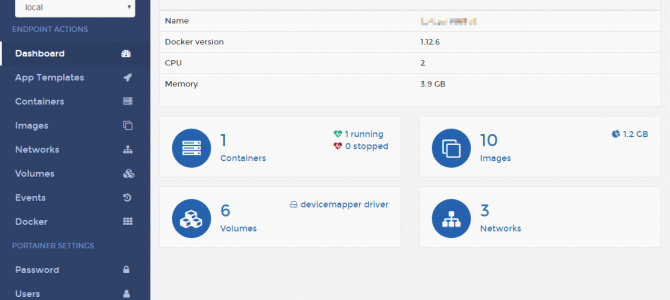 local
ENDPOINT ACTIONS
Dashboard
App Templates
Containers
Images
Networks
Volumes
Events
Docker
PORTAINER SETTINGS
Password
Users
Name
Docker version 1.12.6
CPU 2
Memory 3.9 GB
1
Containers
1 running
0 stopped
10
Images
1.2 GB
6
Volumes
devicemapper driver
3
Networks